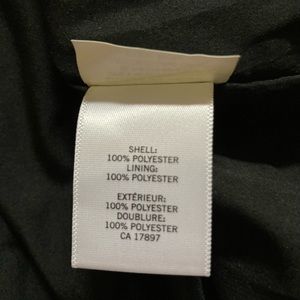 SHELL:
100% POLYESTER
LINING:
100% POLYESTER
EXTÉRIEUR:
100% POLYESTER
DOUBLURE:
100% POLYESTER
CA 17897